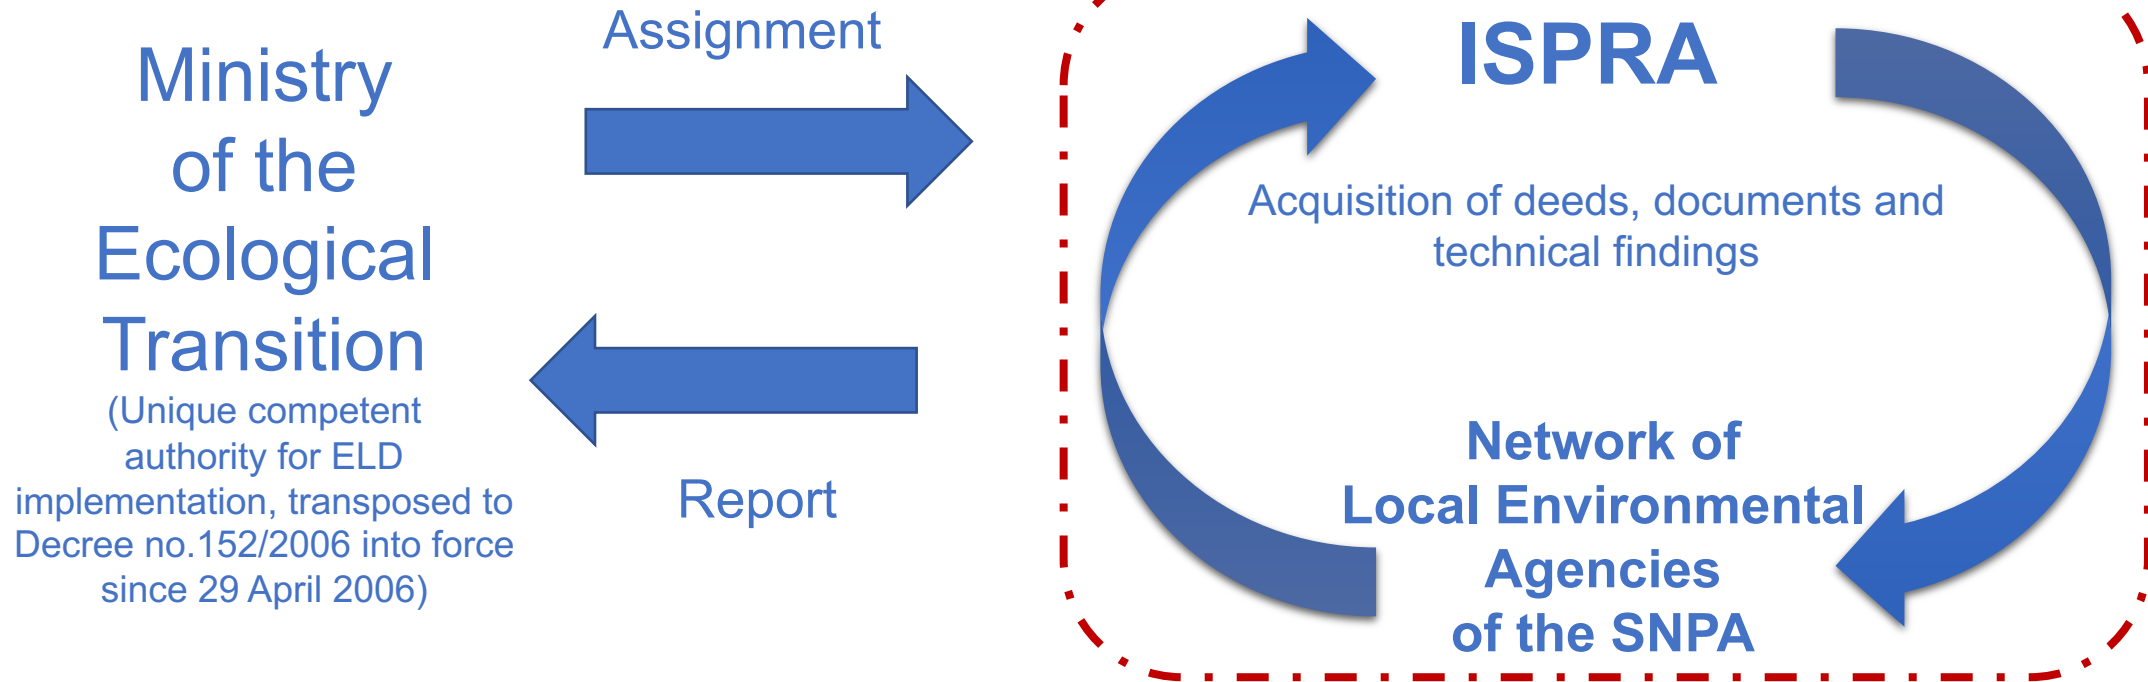 Ministry
of the
Ecological
Transition
(Unique competent
authority for ELD
implementation, transposed to
Decree no.152/2006 into force
since 29 April 2006)
Assignment
Report
ISPRA
Acquisition of deeds, documents and
technical findings
Network of
Local Environmental
Agencies
of the SNPA